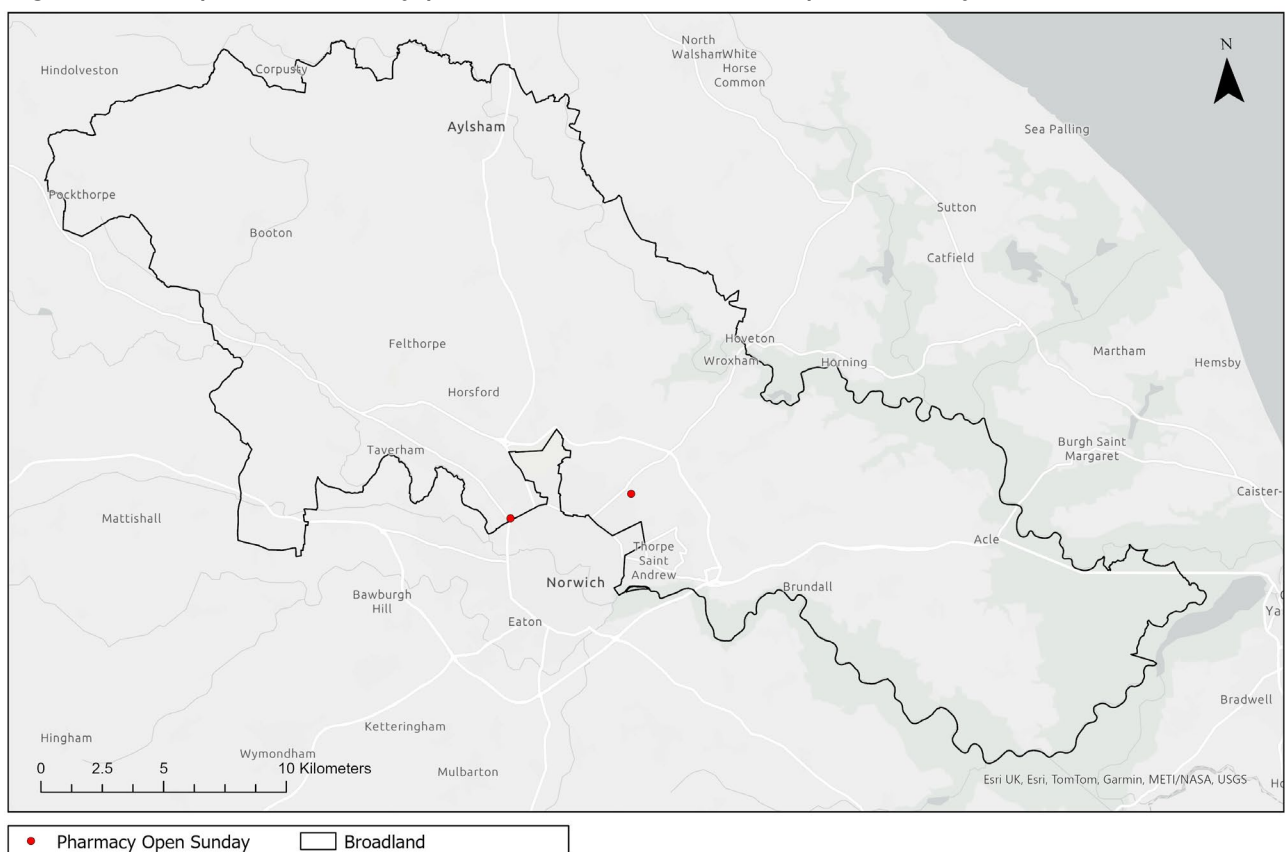 North
Walsham
White
Horse
Common
N
Hindolveston
Corpusty
Aylsham
Sea Palling
Pockthorpe
Sutton
Booton
Catfield
Hoveton
Felthorpe
Wroxham
Horning
Martham
Hemsby
Horsford
Taverham
Burgh Saint
Margaret
Caister-
Mattishall
Acle
Thorpe
Saint
Andrew
Norwich
Brundall
Bawburgh
Hill
Eaton
Ya
Bradwell
Ketteringham
Hingham
Wymondham
Mulbarton
0 2.5 5 10 Kilometers
Esri UK, Esri, TomTom, Garmin, METI/NASA, USGS
Pharmacy Open Sunday
Broadland